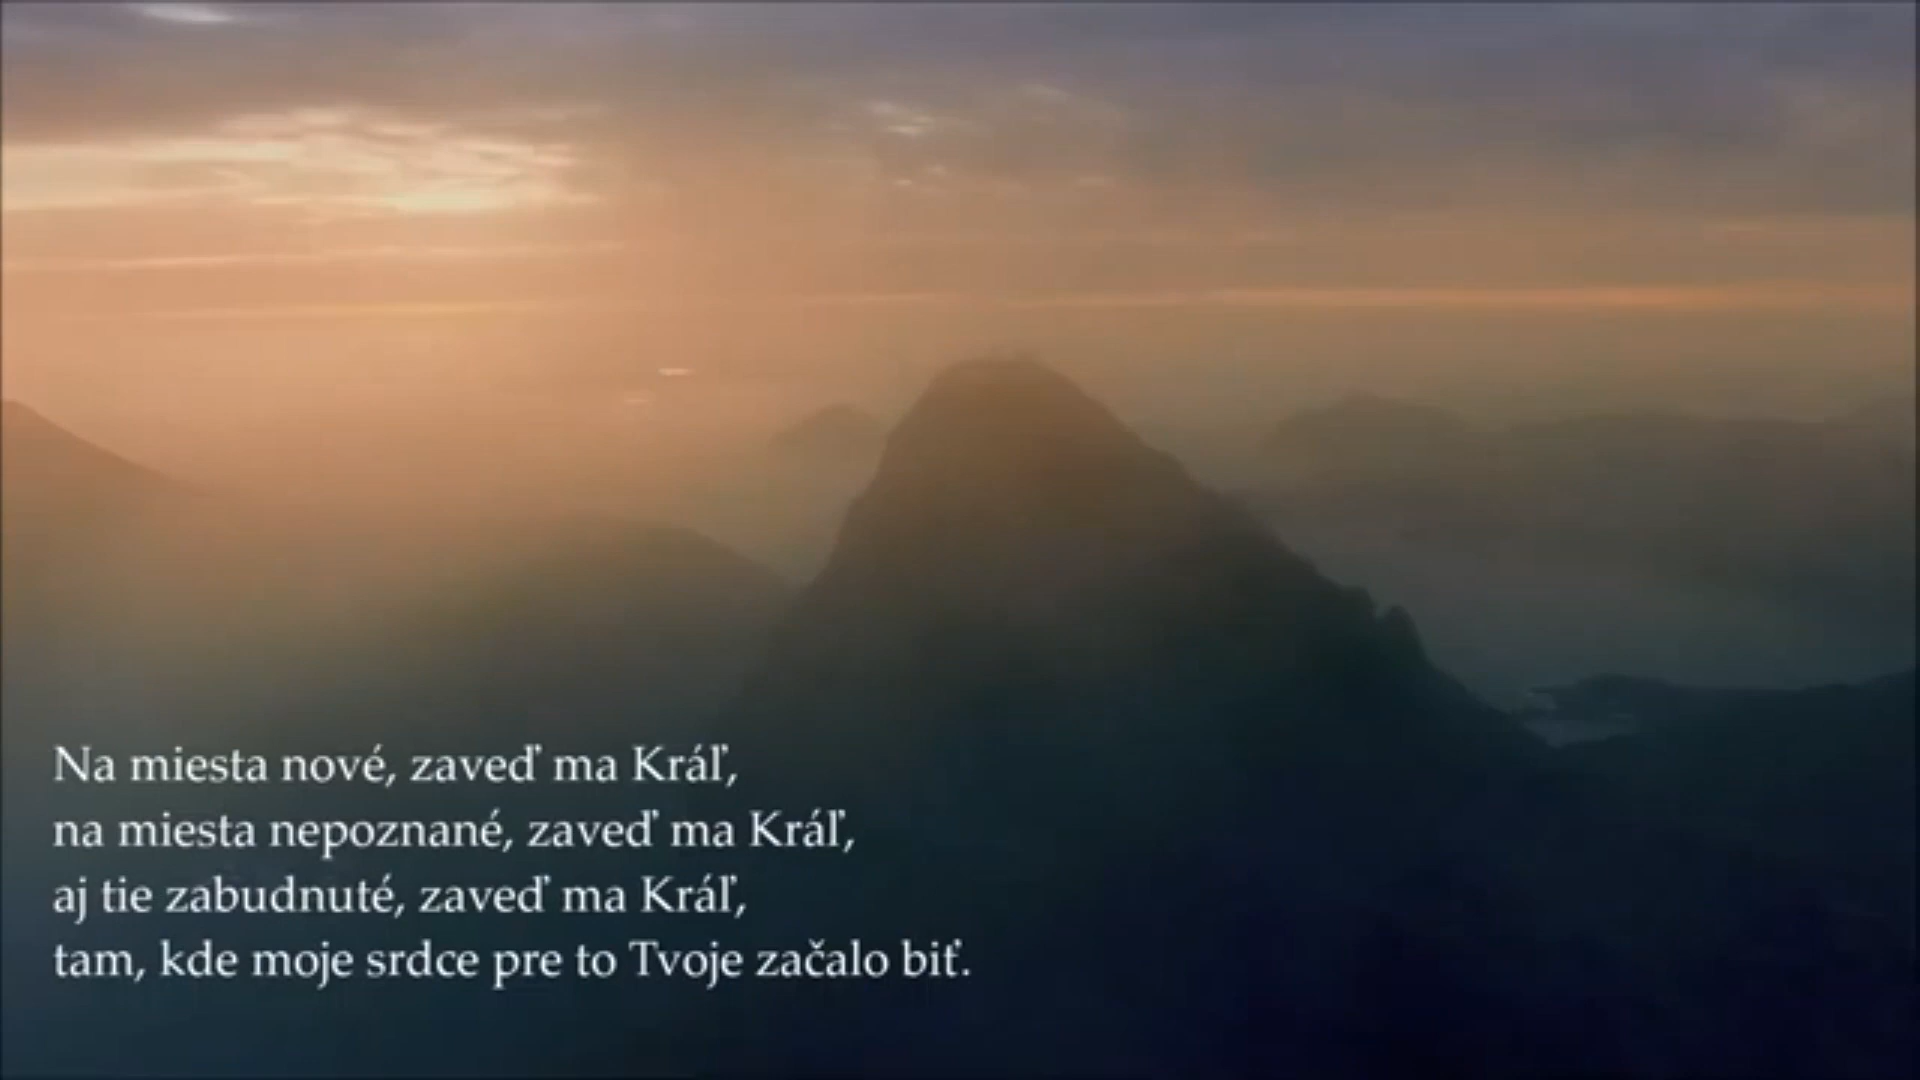 Na miesta nové, zaveď ma Kráľ,
na miesta nepoznané, zaveď ma Kráľ,
aj tie zabudnuté, zaveď ma Kráľ,
tam, kde moje srdce pre to Tvoje začalo biť.